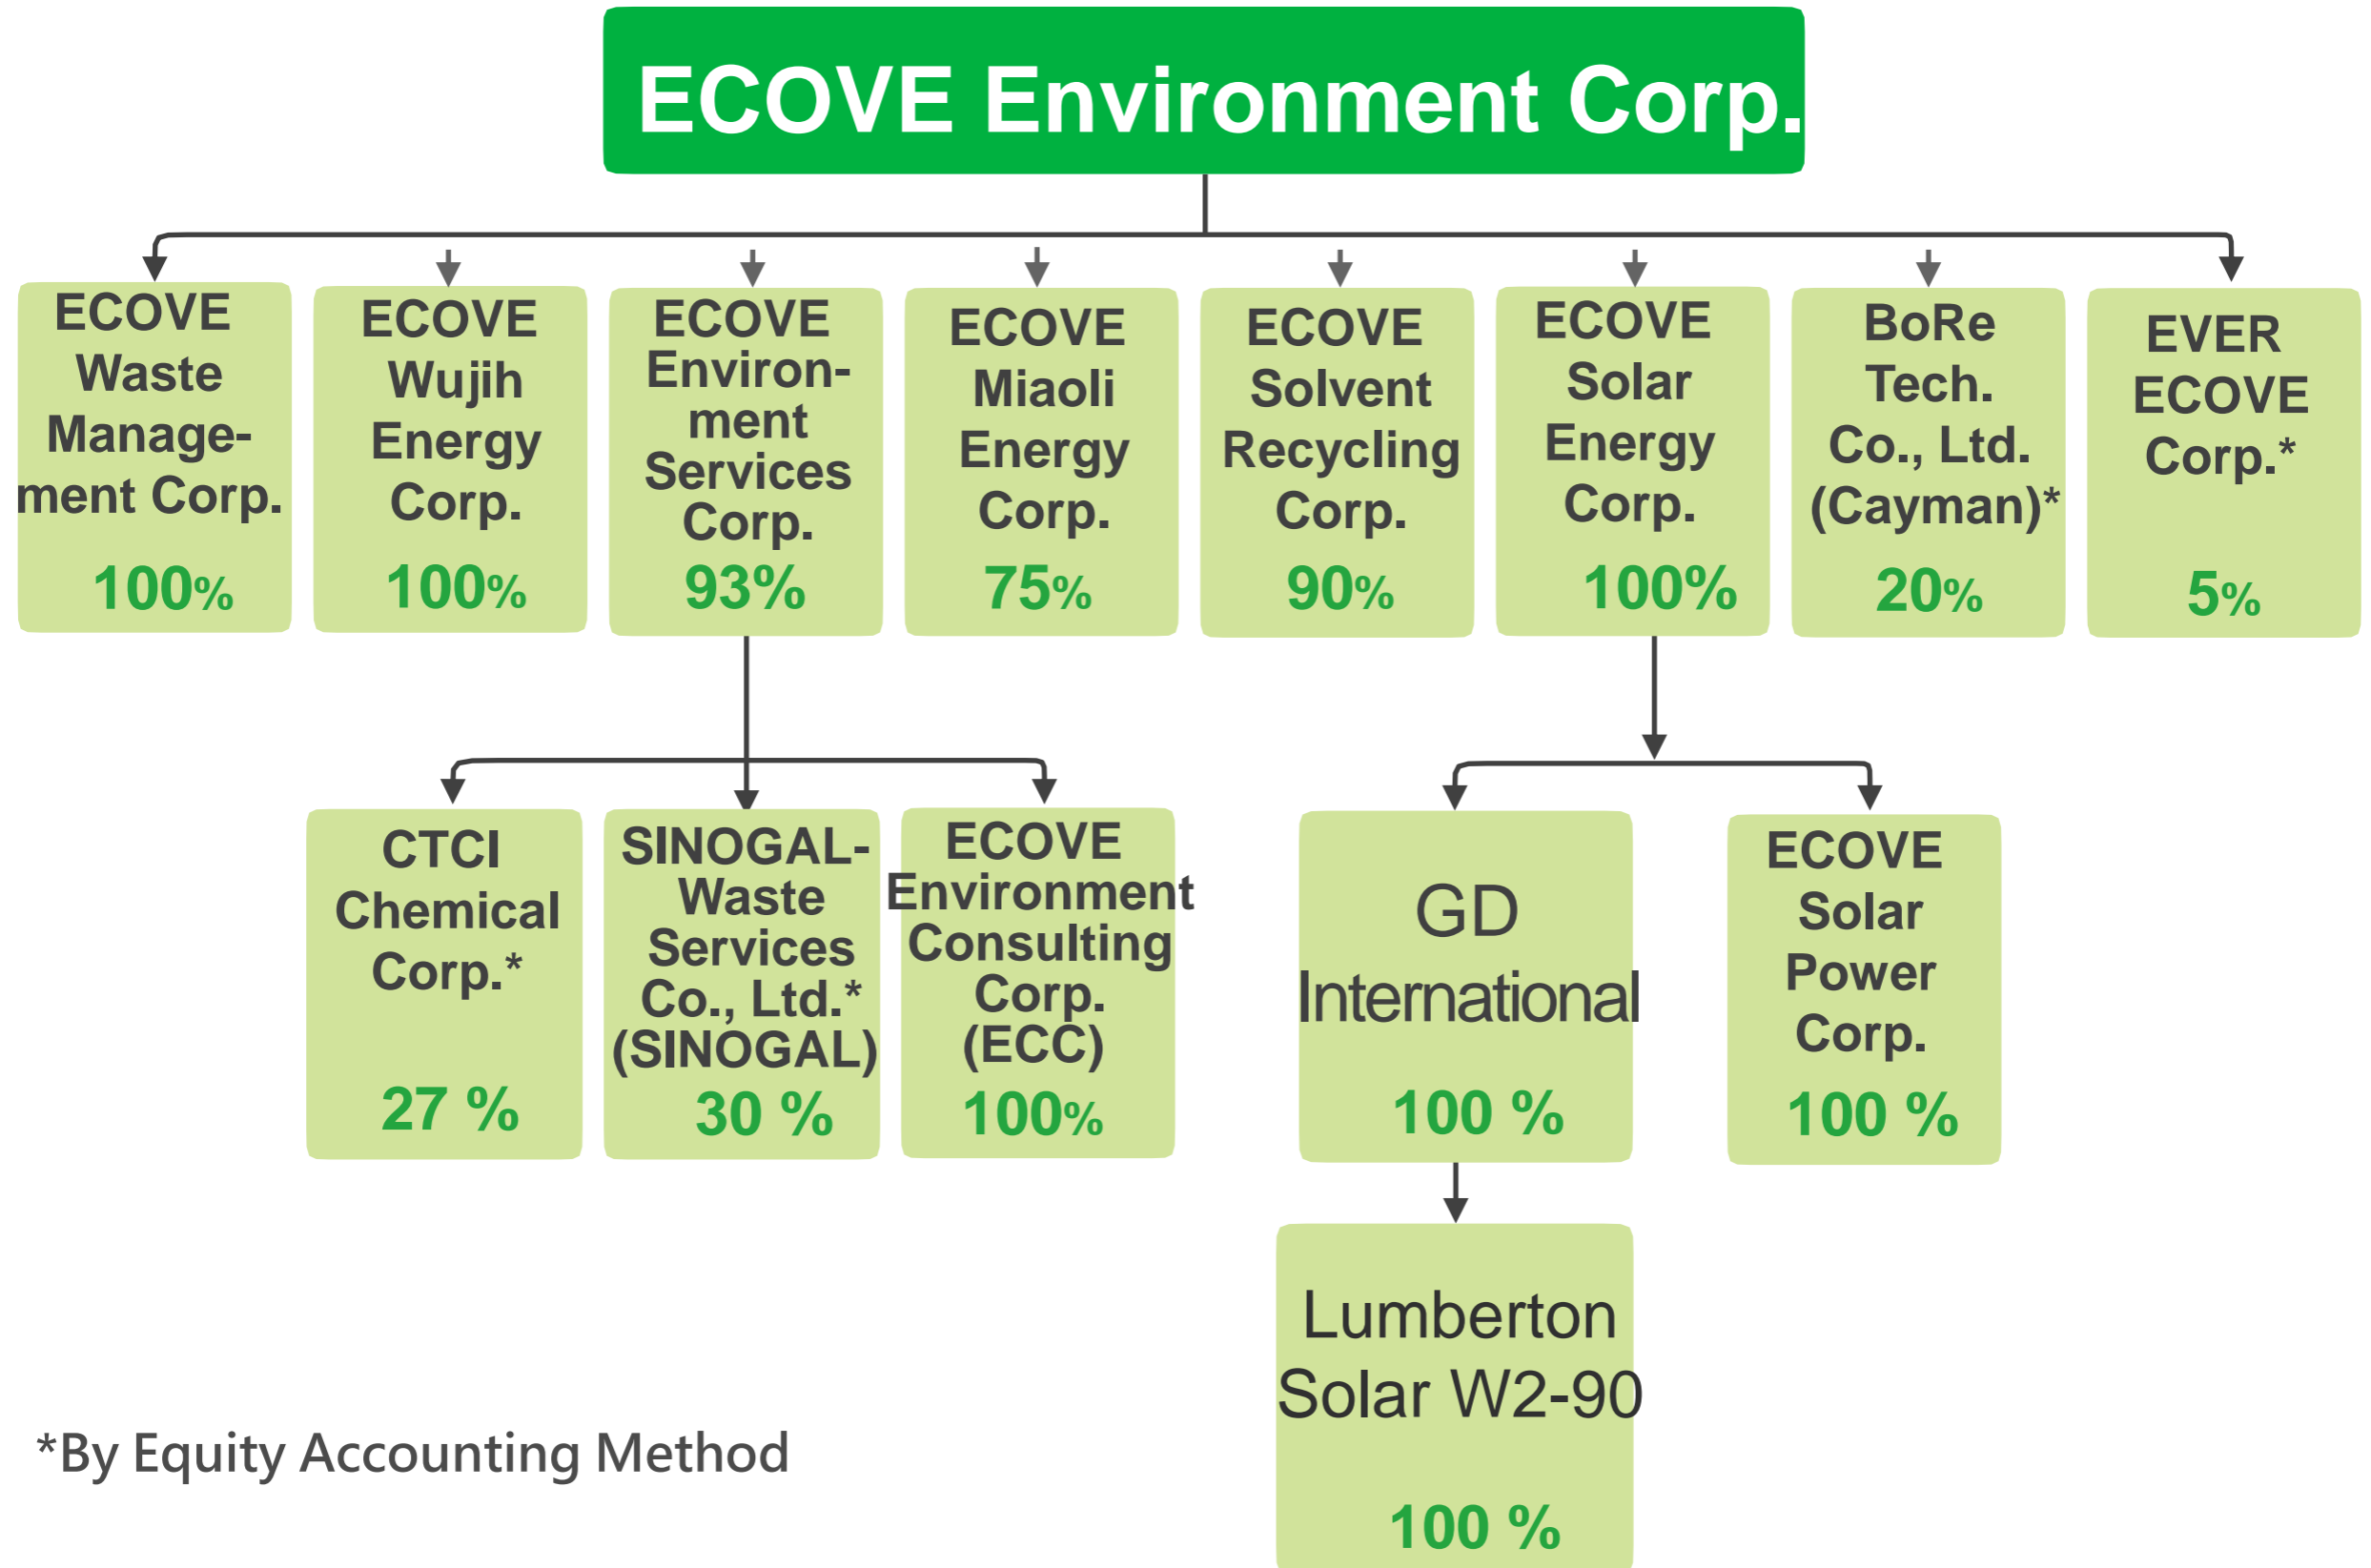 ECOVE Environment Corp.
ECOVE
Waste
Manage-
ment Corp.
100%
ECOVE
Wujih
Energy
Corp.
100%
ECOVE
Environ-
ment
Services
Corp.
93%
ECOVE
Miaoli
Energy
Corp.
75%
ECOVE
Solvent
Recycling
Corp.
90%
ECOVE
Solar
Energy
Corp.
100%
BoRe
Tech.
Co., Ltd.
(Cayman)*
20%
EVER
ECOVE
Corp.*
5%
CTCI
Chemical
Corp.*
27 %
SINOGAL-
Waste
Services
Co., Ltd.*
(SINOGAL)
30 %
ECOVE
Environment
Consulting
Corp.
(ECC)
100%
GD
International
100 %
ECOVE
Solar
Power
Corp.
100 %
Lumberton
Solar W2-90
100 %
*By Equity Accounting Method